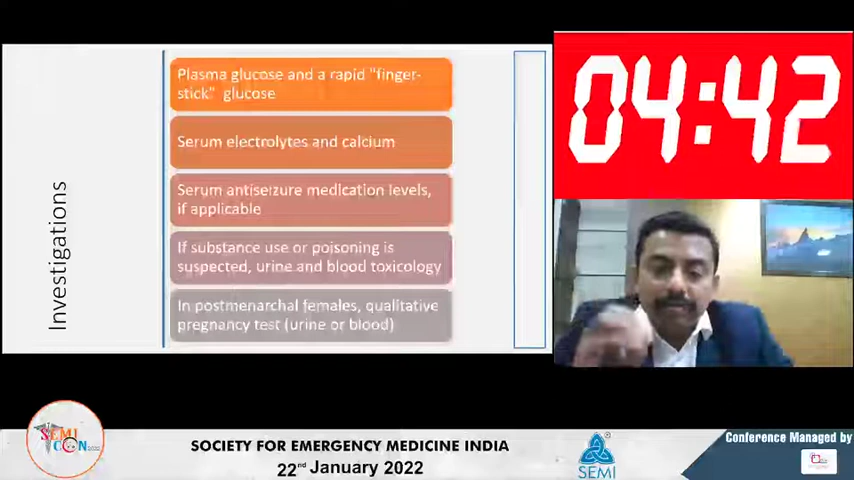 Investigations
Plasma glucose and a rapid "finger-
stick" glucose
Serum electrolytes and calcium
Serum antiseizure medication levels,
if applicable
If substance use or poisoning is
suspected, urine and blood toxicology
In postmenarchal females, qualitative
pregnancy test (urine or blood)
04:42
SEMI
CON
SOCIETY FOR EMERGENCY MEDICINE INDIA
22nd January 2022
SEMI
Conference Managed by